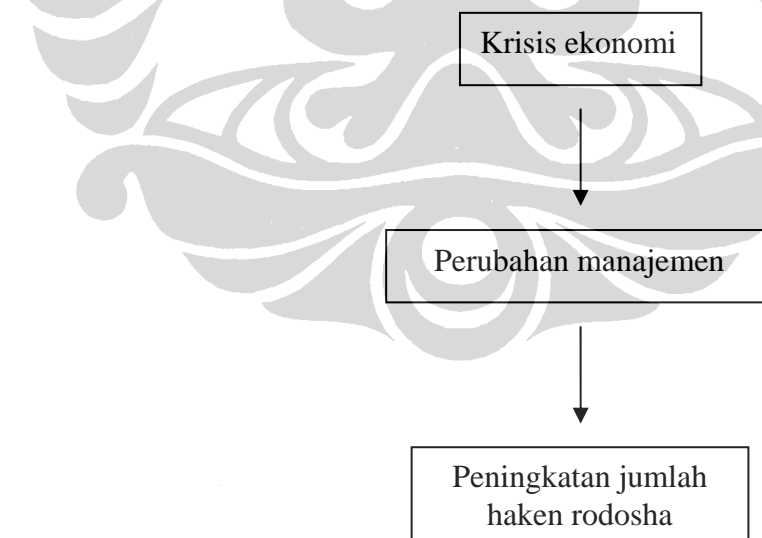 Krisis ekonomi
Perubahan manajemen
Peningkatan jumlah
haken rodosha